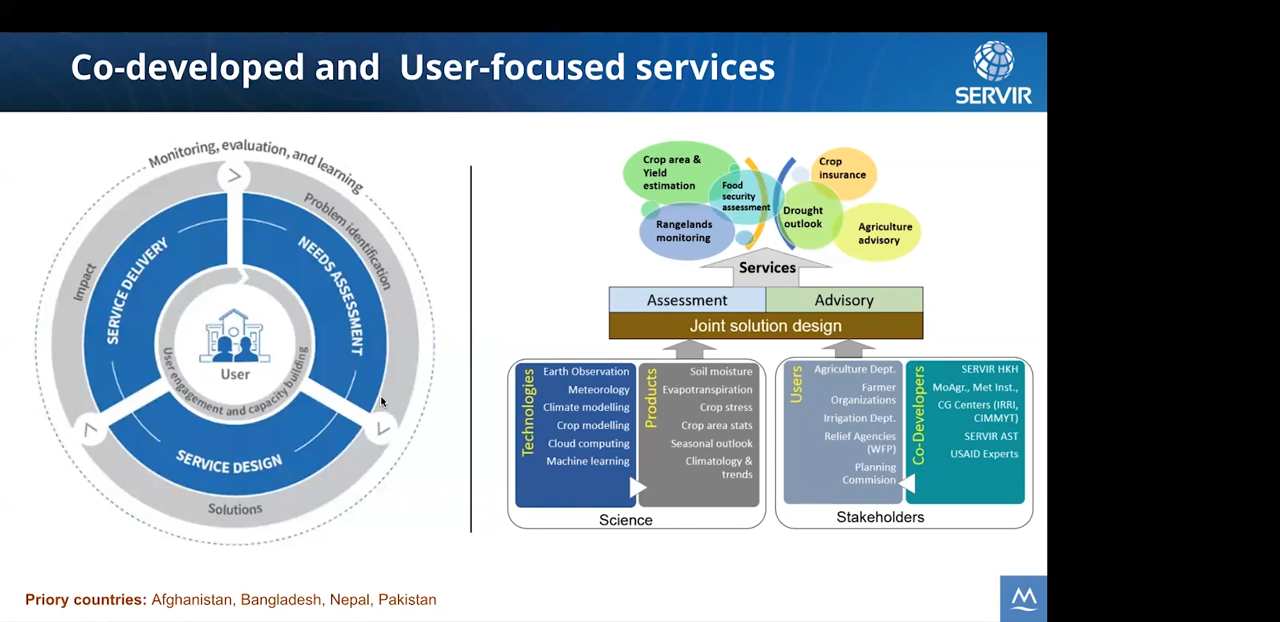 Co-developed and User-focused services
SERVIR
Monitoring, evaluation, and learning
Problem identification
Impact
Solutions
NEEDS ASSESSMENT
SERVICE DELIVERY
SERVICE DESIGN
User
User engagement and capacity building
Crop area &
Yield
estimation
Food
security
assessment
Rangelands
monitoring
Crop
insurance
Drought
outlook
Agriculture
advisory
Services
Assessment
Advisory
Joint solution design
Technologies
Earth Observation
Meteorology
Climate modelling
Crop modelling
Cloud computing
Machine learning
Products
Soil moisture
Evapotranspiration
Crop stress
Crop area stats
Seasonal outlook
Climatology &
trends
Science
Users
Agriculture Dept.
Farmer
Organizations
Irrigation Dept.
Relief Agencies
(WFP)
Planning
Commision
Co-Developers
SERVIR HKH
MoAgr., Met Inst.,
CG Centers (IRRI,
CIMMYT)
SERVIR AST
USAID Experts
Stakeholders
Priory countries: Afghanistan, Bangladesh, Nepal, Pakistan